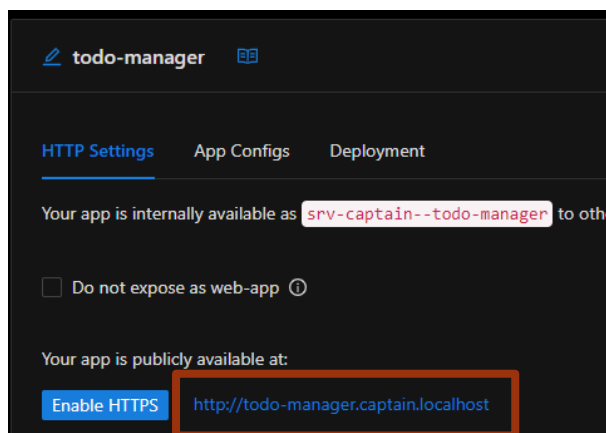 todo-manager
HTTP Settings App Configs Deployment
Your app is internally available as srv-captain--todo-manager to oth
Do not expose as web-app
Your app is publicly available at:
Enable HTTPS http://todo-manager.captain.localhost